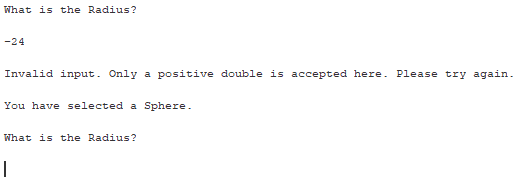 What is the Radius?
-24
Invalid input. Only a positive double is accepted here. Please try again.
You have selected a Sphere.
What is the Radius?